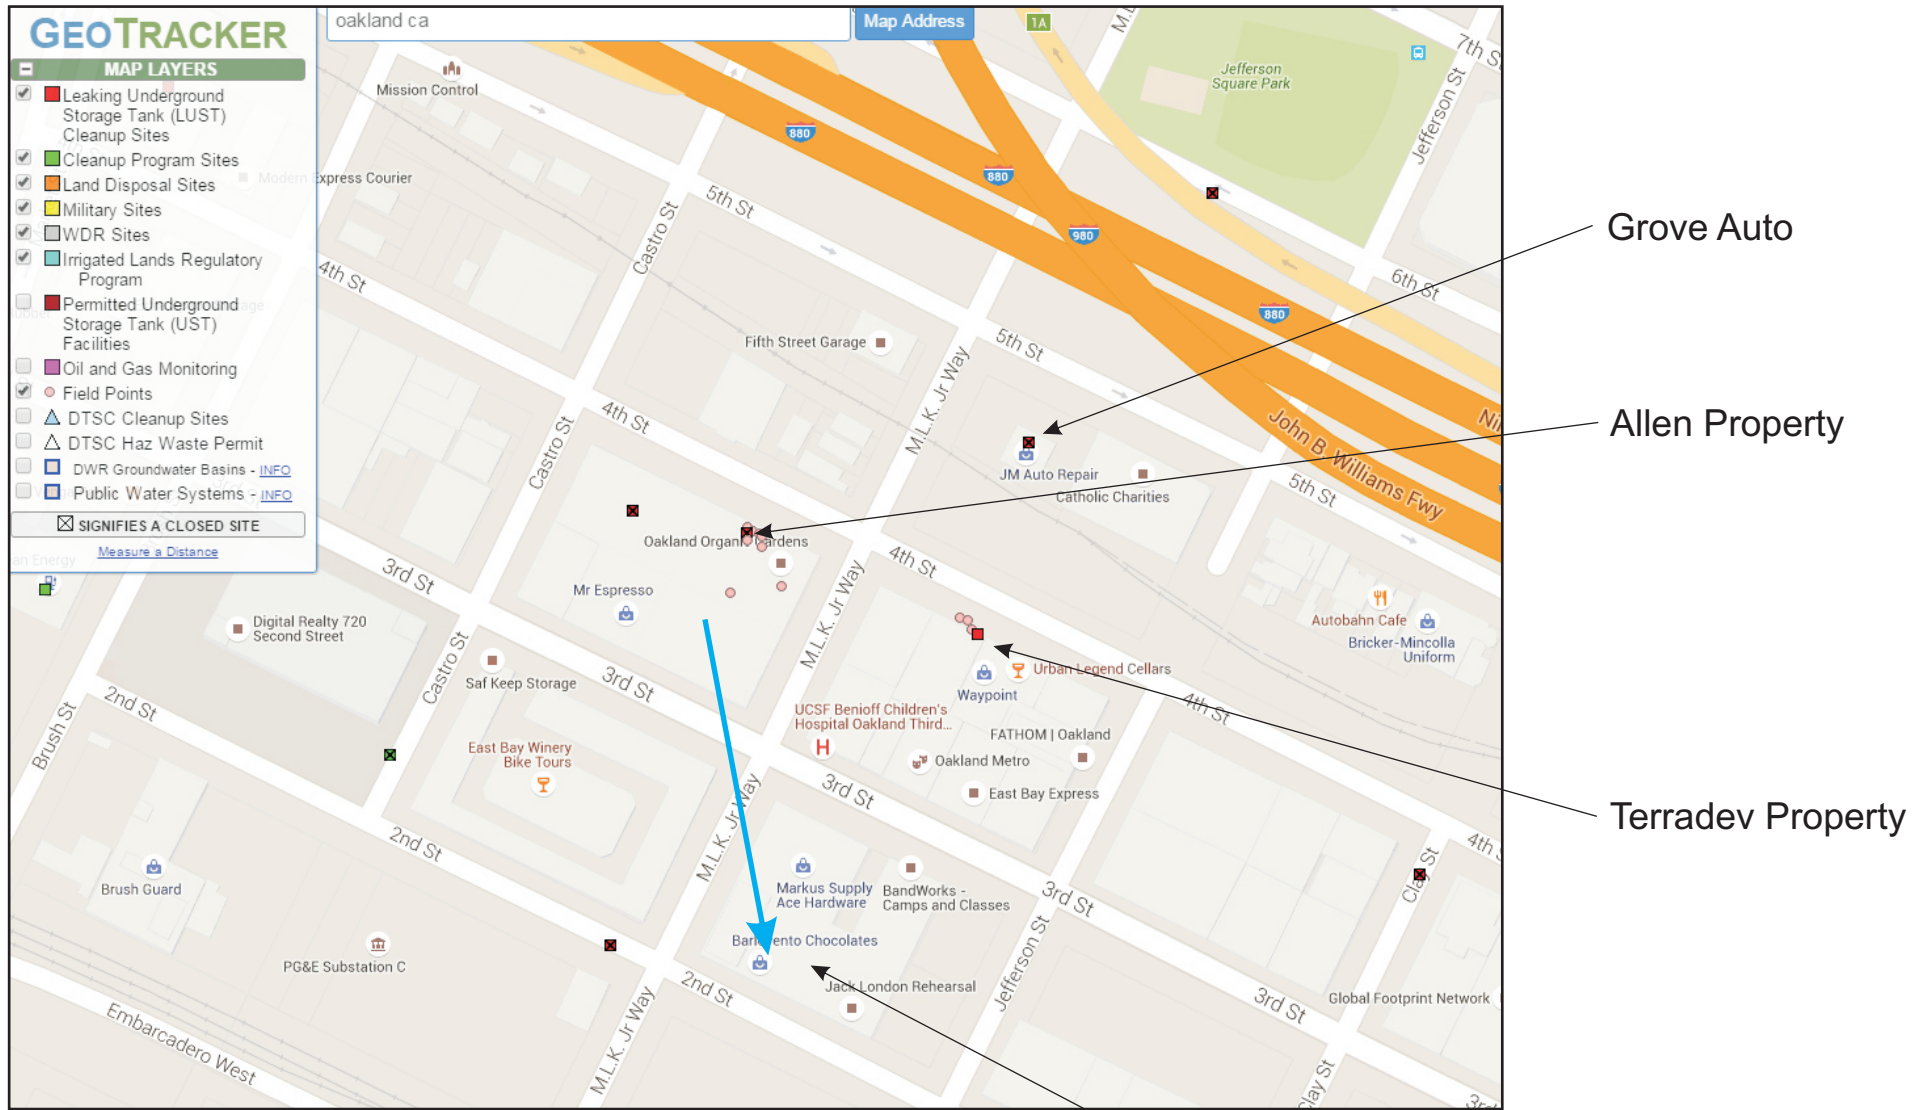 GEOTRACKER
MAP LAYERS
Leaking Underground
Storage Tank (LUST)
Cleanup Sites
Cleanup Program Sites
Land Disposal Sites
Military Sites
WDR Sites
Irrigated Lands Regulatory
Program
Permitted Underground
Storage Tank (UST)
Facilities
Oil and Gas Monitoring
Field Points
DTSC Cleanup Sites
DTSC Haz Waste Permit
DWR Groundwater Basins - INFO
Public Water Systems - INFO
SIGNIFIES A CLOSED SITE
Measure a Distance
oakland ca
Map Address
1A
M.L.
7th S
Jefferson
Square Park
Jefferson St
Mission Control
880
880
980
880
Modern Express Courier
5th St
Castro St
4th St
6th St
Grove Auto
Fifth Street Garage
5th St
M.L.K. Jr Way
John B. Williams Fwy
Ni
4th St
Castro St
JM Auto Repair
Catholic Charities
5th St
Allen Property
Oakland Organic Gardens
4th St
3rd St
Mr Espresso
M.L.K. Jr Way
an Energy
Digital Realty 720
Second Street
Autobahn Cafe
Bricker-Mincolla
Uniform
Castro St
Saf Keep Storage
3rd St
Urban Legend Cellars
Waypoint
4th St
2nd St
Brush St
UCSF Benioff Children's
Hospital Oakland Third...
H
FATHOM | Oakland
Oakland Metro
East Bay Express
East Bay Winery
Bike Tours
3rd St
Terradev Property
M.L.K. Jr Way
2nd St
4th S
Clay St
Brush Guard
Markus Supply
Ace Hardware
BandWorks -
Camps and Classes
3rd St
Barlovento Chocolates
PG&E Substation C
2nd St
Jack London Rehearsal
Jefferson St
3rd St
Global Footprint Network
Embarcadero West
M.L.K. Jr Way
Clay St
3rd